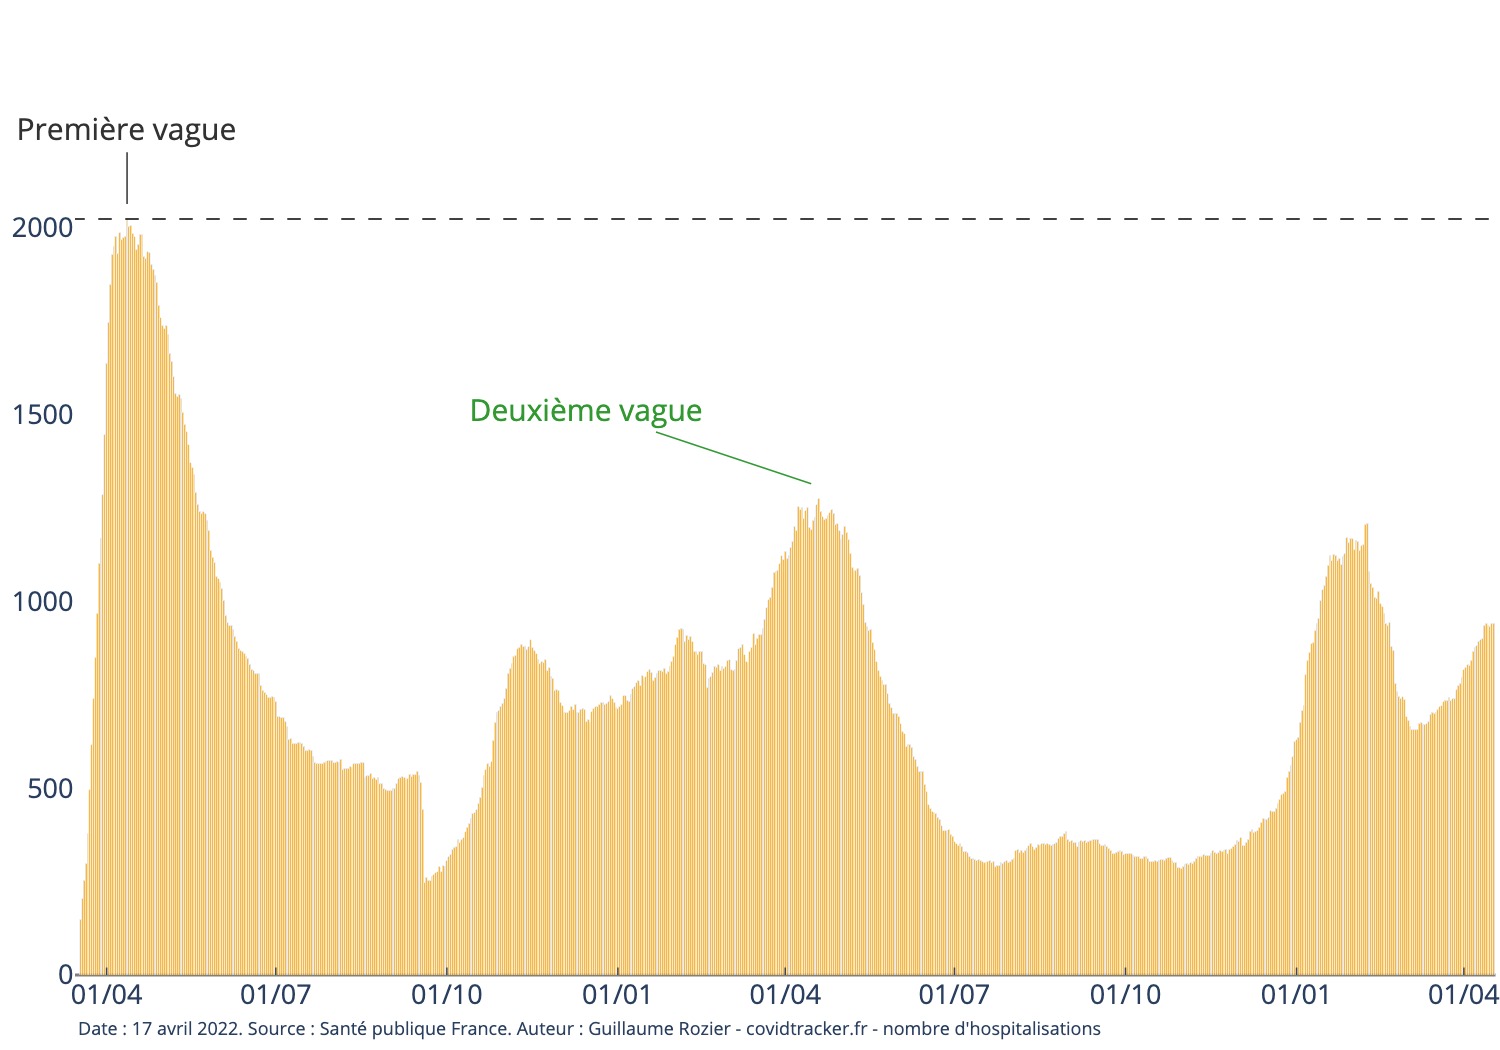 Première vague
2000
Deuxième vague
1500
1000
500
0
01/04 01/07 01/10 01/01 01/04 01/07 01/10 01/01 01/04
Date : 17 avril 2022. Source : Santé publique France. Auteur : Guillaume Rozier - covidtracker.fr - nombre d'hospitalisations